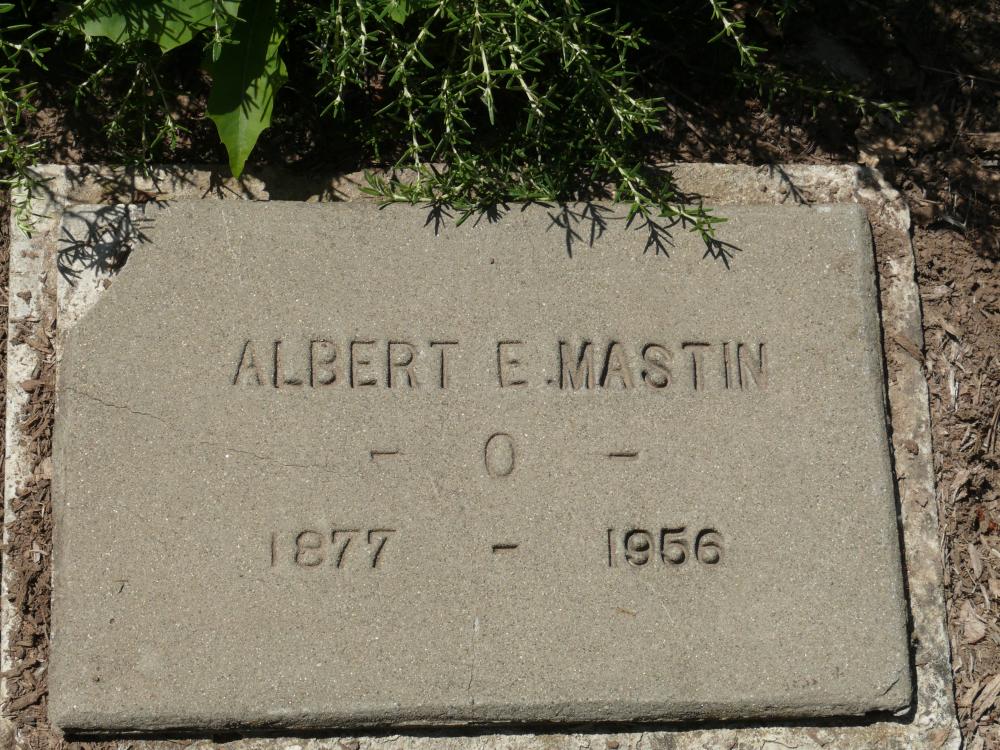 ALBERT E. MASTIN
- O -
1877 - 1956